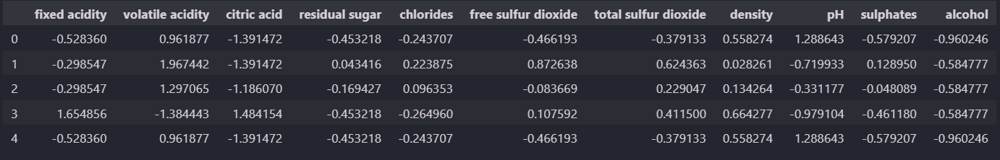 fixed acidity volatile acidity citric acid residual sugar chlorides free sulfur dioxide total sulfur dioxide density pH sulphates alcohol
0 -0.528360 0.961877 -1.391472 -0.453218 -0.243707 -0.466193 -0.379133 0.558274 1.288643 -0.579207 -0.960246
1 -0.298547 1.967442 -1.391472 0.043416 0.223875 0.872638 0.624363 0.028261 -0.719933 0.128950 -0.584777
2 -0.298547 1.297065 -1.186070 -0.169427 0.096353 -0.083669 0.229047 0.134264 -0.331177 -0.048089 -0.584777
3 1.654856 -1.384443 1.484154 -0.453218 -0.264960 0.107592 0.411500 0.664277 -0.979104 -0.461180 -0.584777
4 -0.528360 0.961877 -1.391472 -0.453218 -0.243707 -0.466193 -0.379133 0.558274 1.288643 -0.579207 -0.960246